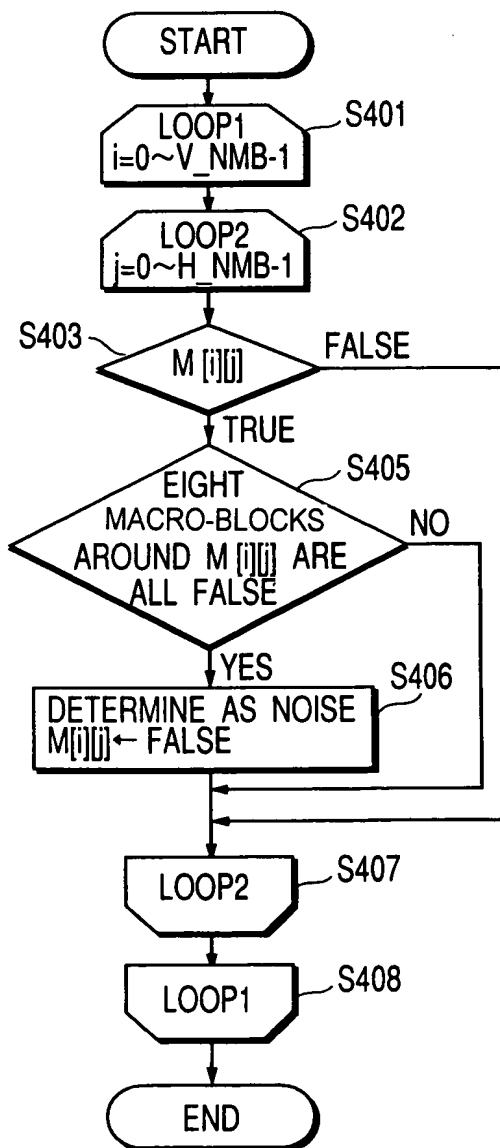 START
LOOP1
i=0~V_NMB-1
S401
LOOP2
j=0~H_NMB-1
S402
S403
M [i][j]
FALSE
TRUE
S405
EIGHT
MACRO-BLOCKS
AROUND M [i][j] ARE
ALL FALSE
NO
YES
S406
DETERMINE AS NOISE
M[i][j]← FALSE
LOOP2
S407
LOOP1
S408
END